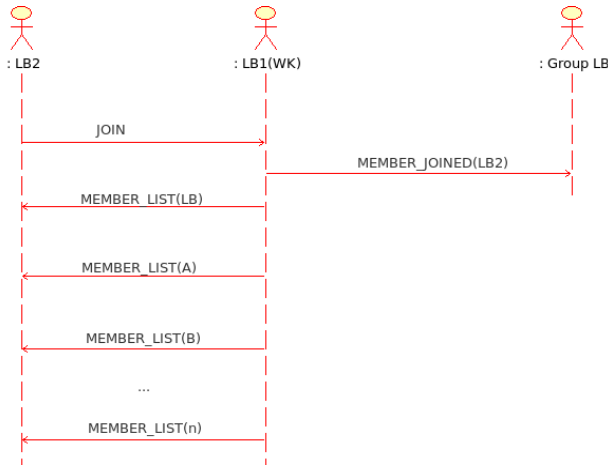 : LB2
: LB1(WK)
: Group LB
JOIN
MEMBER_JOINED(LB2)
MEMBER_LIST(LB)
MEMBER_LIST(A)
MEMBER_LIST(B)
...
MEMBER_LIST(n)